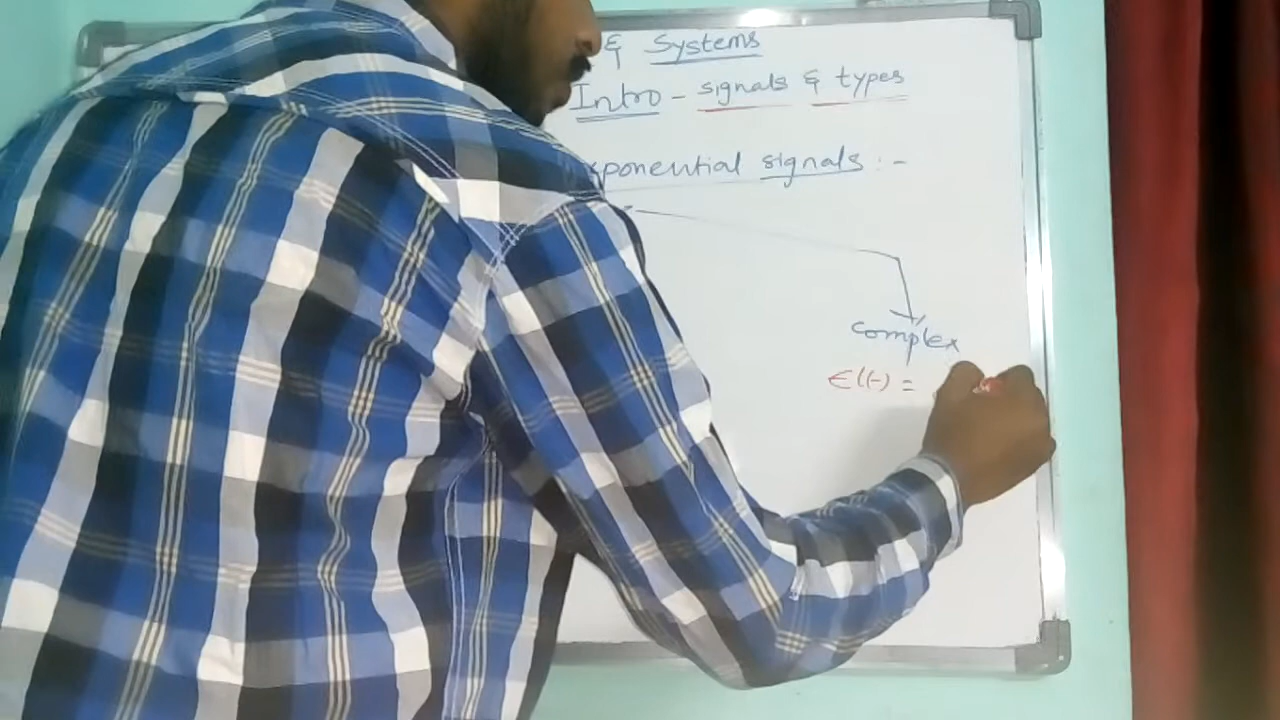 & Systems
Intro - signals & types
xponential signals :-
Complex